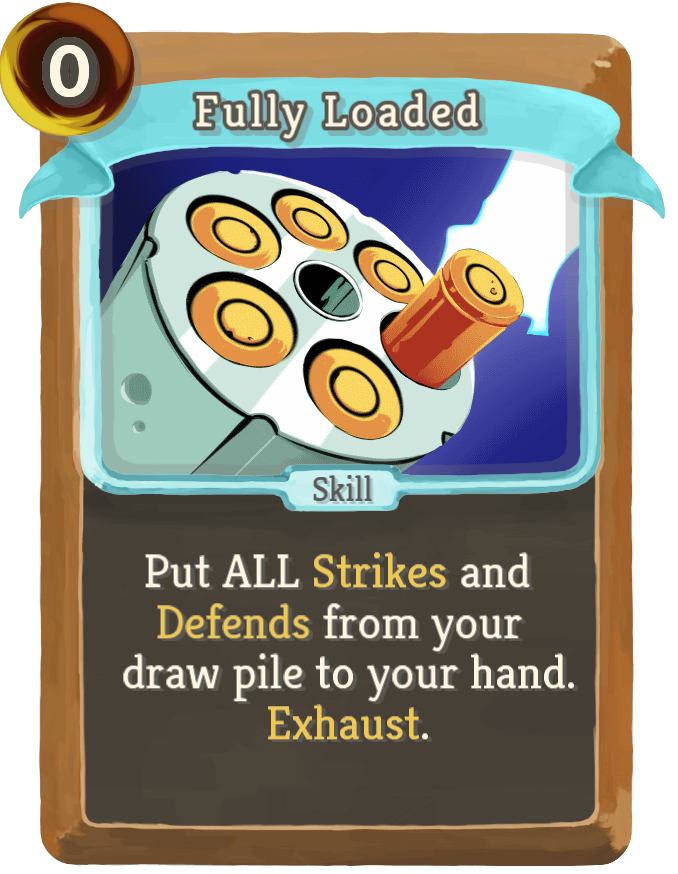 0
Fully Loaded
Skill
Put ALL Strikes and
Defends from your
draw pile to your hand.
Exhaust.